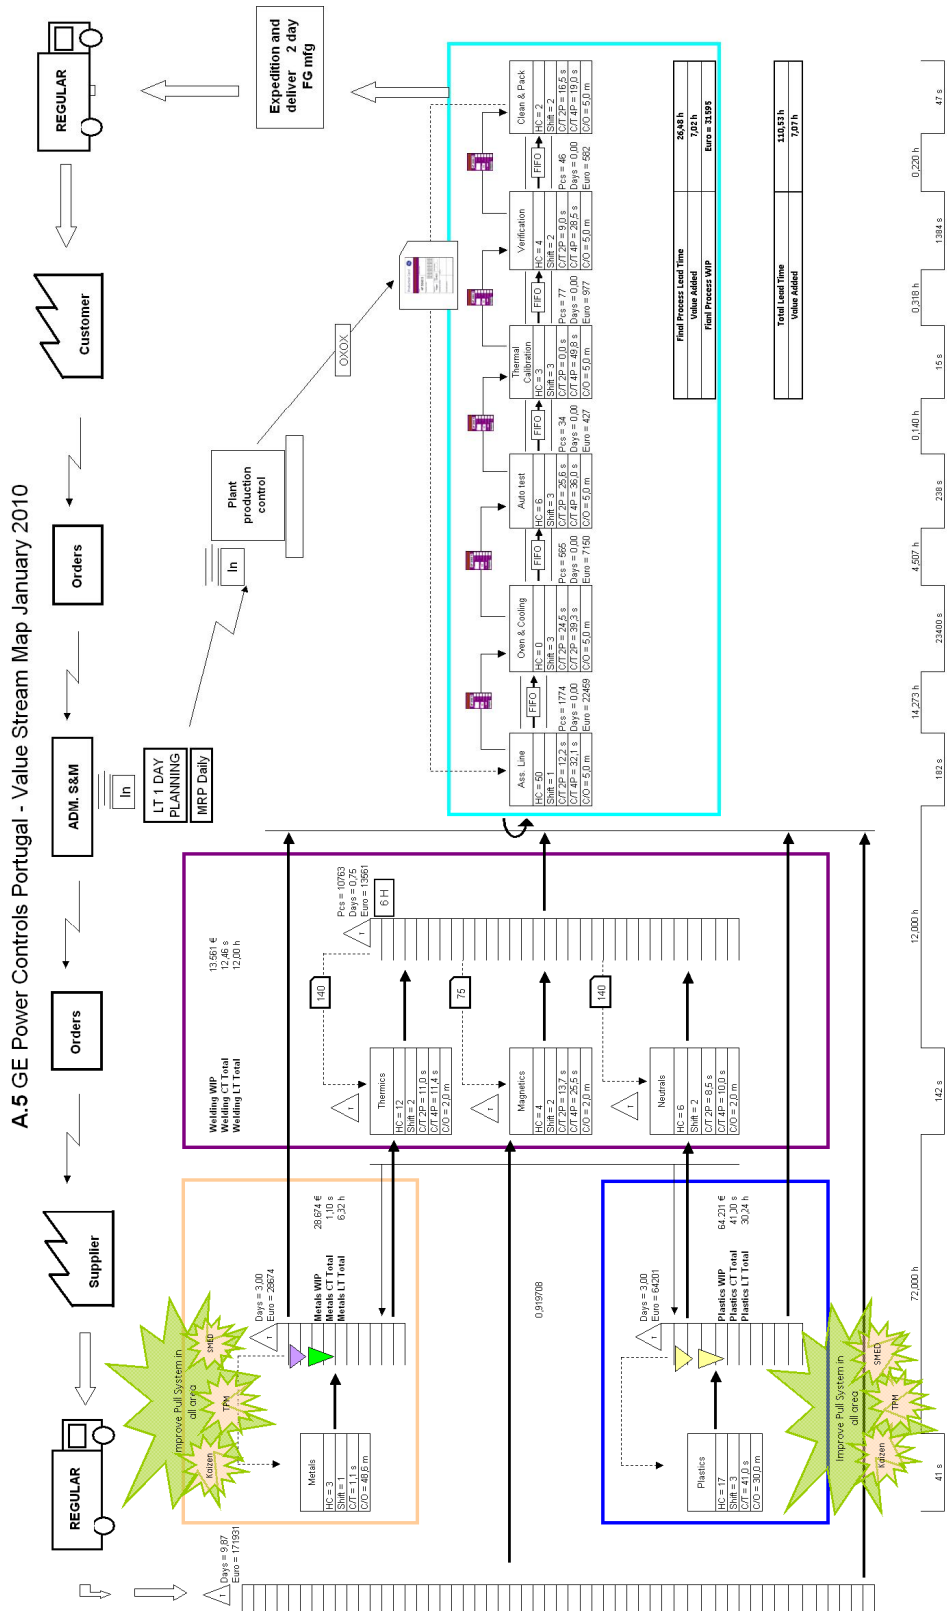 A.5 GE Power Controls Portugal - Value Stream Map January 2010
REGULAR
Supplier
Orders
ADM. S&M
Orders
Customer
REGULAR
In
LT 1 DAY
PLANNING
MRP Daily
In
Plant
production
control
OXOX
Expedition and
deliver 2 day
FG mfg
Days = 9,87
Euro = 171931
Improve Pull System in
all area
Kaizen
TPM
SMED
Metals
HC = 3
Shift = 1
C/T = 1,1 s
C/O = 48,6 m
Days = 3,00
Euro = 28674
Metals WIP 28.674 €
Metals CT Total 1,10 s
Metals LT Total 6,32 h
0,919708
Plastics
HC = 17
Shift = 3
C/T = 41,0 s
C/O = 30,0 m
Days = 3,00
Euro = 64201
Plastics WIP 64.201 €
Plastics CT Total 41,00 s
Plastics LT Total 30,24 h
Improve Pull System in
all area
Kaizen
TPM
SMED
Welding WIP 13.561 €
Welding CT Total 12,46 s
Welding LT Total 12,00 h
Thermics
HC = 12
Shift = 2
C/T 2P = 11,0 s
C/T 4P = 11,4 s
C/O = 2,0 m
140
Magnetics
HC = 4
Shift = 2
C/T 2P = 13,7 s
C/T 4P = 25,5 s
C/O = 2,0 m
75
Neutrals
HC = 6
Shift = 2
C/T 2P = 8,5 s
C/T 4P = 10,0 s
C/O = 2,0 m
140
Pcs = 10763
Days = 0,75
Euro = 13561
6 H
Ass. Line
HC = 50
Shift = 1
C/T 2P = 12,2 s
C/T 4P = 32,1 s
C/O = 5,0 m
FIFO
Pcs = 1774
Days = 0,00
Euro = 22459
Oven & Cooling
HC = 0
Shift = 3
C/T 2P = 24,5 s
C/T 4P = 39,3 s
C/O = 5,0 m
FIFO
Pcs = 565
Days = 0,00
Euro = 7150
Auto test
HC = 6
Shift = 3
C/T 2P = 25,6 s
C/T 4P = 36,0 s
C/O = 5,0 m
FIFO
Pcs = 34
Days = 0,00
Euro = 427
Thermal
Calibration
HC = 3
Shift = 3
C/T 2P = 0,0 s
C/T 4P = 49,8 s
C/O = 5,0 m
FIFO
Pcs = 77
Days = 0,00
Euro = 977
Verification
HC = 4
Shift = 2
C/T 2P = 9,0 s
C/T 4P = 28,5 s
C/O = 5,0 m
FIFO
Pcs = 46
Days = 0,00
Euro = 582
Clean & Pack
HC = 2
Shift = 2
C/T 2P = 16,5 s
C/T 4P = 19,0 s
C/O = 5,0 m
Final Process Lead Time 26,48 h
Value Added 7,02 h
Fianl Process WIP Euro = 31595
Total Lead Time 110,53 h
Value Added 7,07 h
41 s
72,000 h
142 s
12,000 h
182 s
14,273 h
23400 s
4,507 h
238 s
0,140 h
15 s
0,318 h
1384 s
0,220 h
47 s